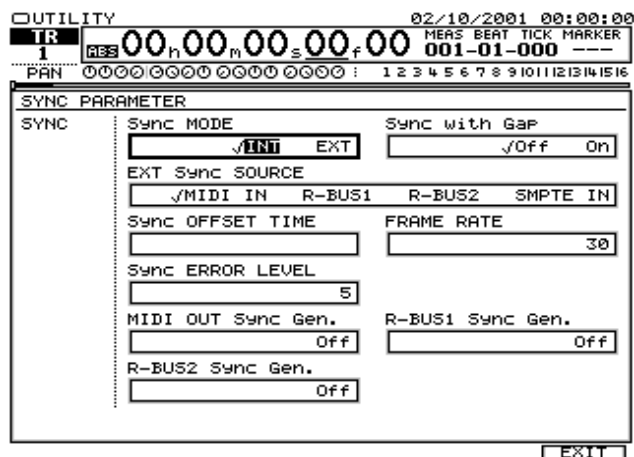 UTILITY 02/10/2001 00:00:00
TR 1 ABS 00h00m00s00f00 MEAS BEAT TICK MARKER
001-01-000 ---
PAN 1 2 3 4 5 6 7 8 9 10 11 12 13 14 15 16
SYNC PARAMETER
SYNC
Sync MODE Sync with Gap
√INT EXT √Off On
EXT Sync SOURCE
√MIDI IN R-BUS1 R-BUS2 SMPTE IN
Sync OFFSET TIME FRAME RATE
30
Sync ERROR LEVEL
5
MIDI OUT Sync Gen. R-BUS1 Sync Gen.
Off Off
R-BUS2 Sync Gen.
Off
EXIT